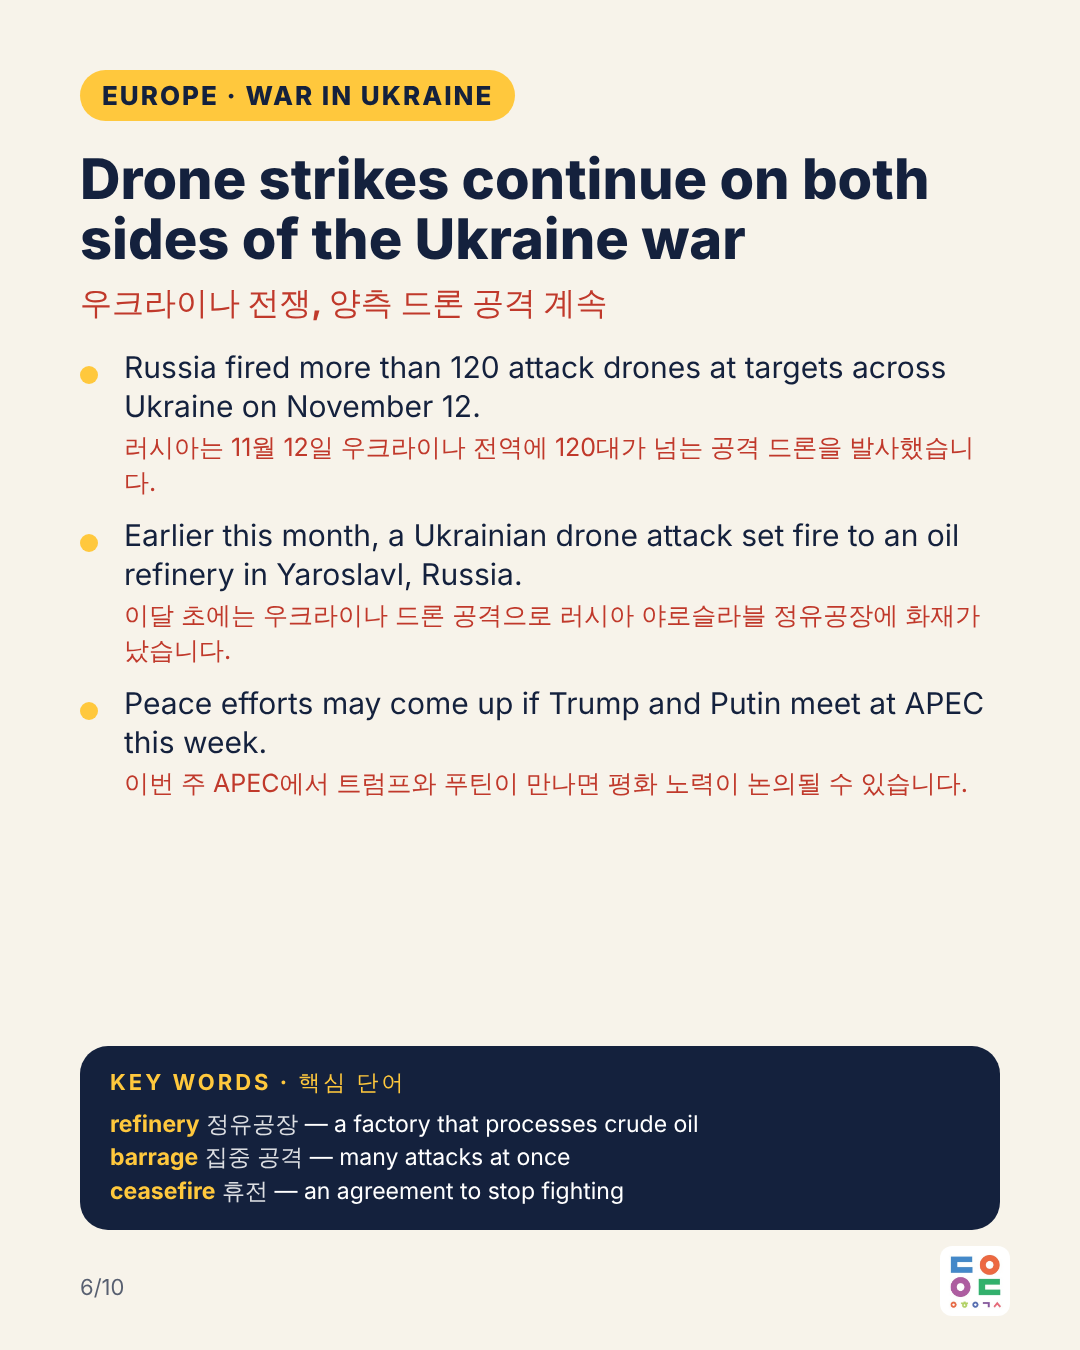 EUROPE · WAR IN UKRAINE
Drone strikes continue on both
sides of the Ukraine war
우크라이나 전쟁, 양측 드론 공격 계속
Russia fired more than 120 attack drones at targets across
Ukraine on November 12.
러시아는 11월 12일 우크라이나 전역에 120대가 넘는 공격 드론을 발사했습니
다.
Earlier this month, a Ukrainian drone attack set fire to an oil
refinery in Yaroslavl, Russia.
이달 초에는 우크라이나 드론 공격으로 러시아 야로슬라블 정유공장에 화재가
났습니다.
Peace efforts may come up if Trump and Putin meet at APEC
this week.
이번 주 APEC에서 트럼프와 푸틴이 만나면 평화 노력이 논의될 수 있습니다.
KEY WORDS · 핵심 단어
refinery 정유공장 — a factory that processes crude oil
barrage 집중 공격 — many attacks at once
ceasefire 휴전 — an agreement to stop fighting
6/10